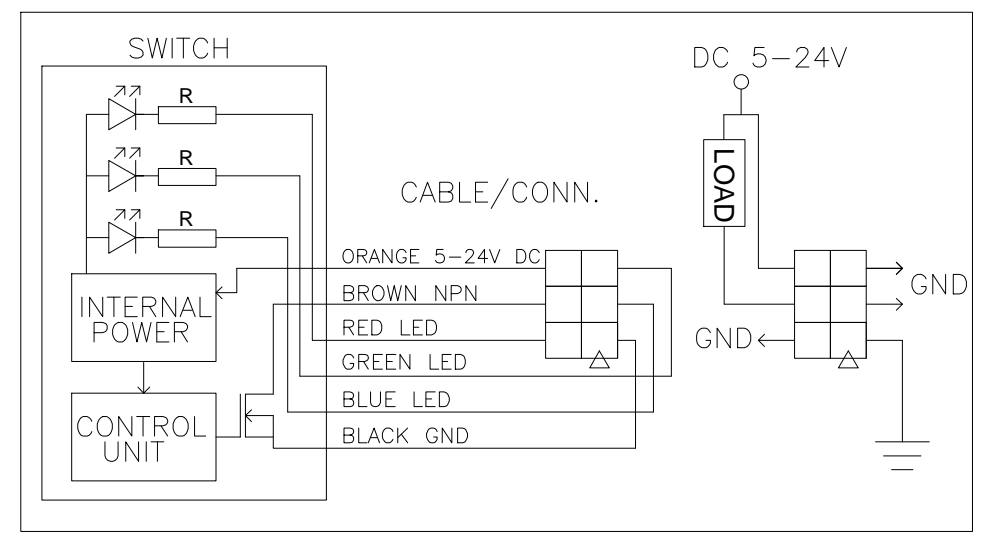 SWITCH
R
R
R
INTERNAL
POWER
CONTROL
UNIT
CABLE/CONN.
ORANGE 5-24V DC
BROWN NPN
RED LED
GREEN LED
BLUE LED
BLACK GND
DC 5-24V
LOAD
GND
GND